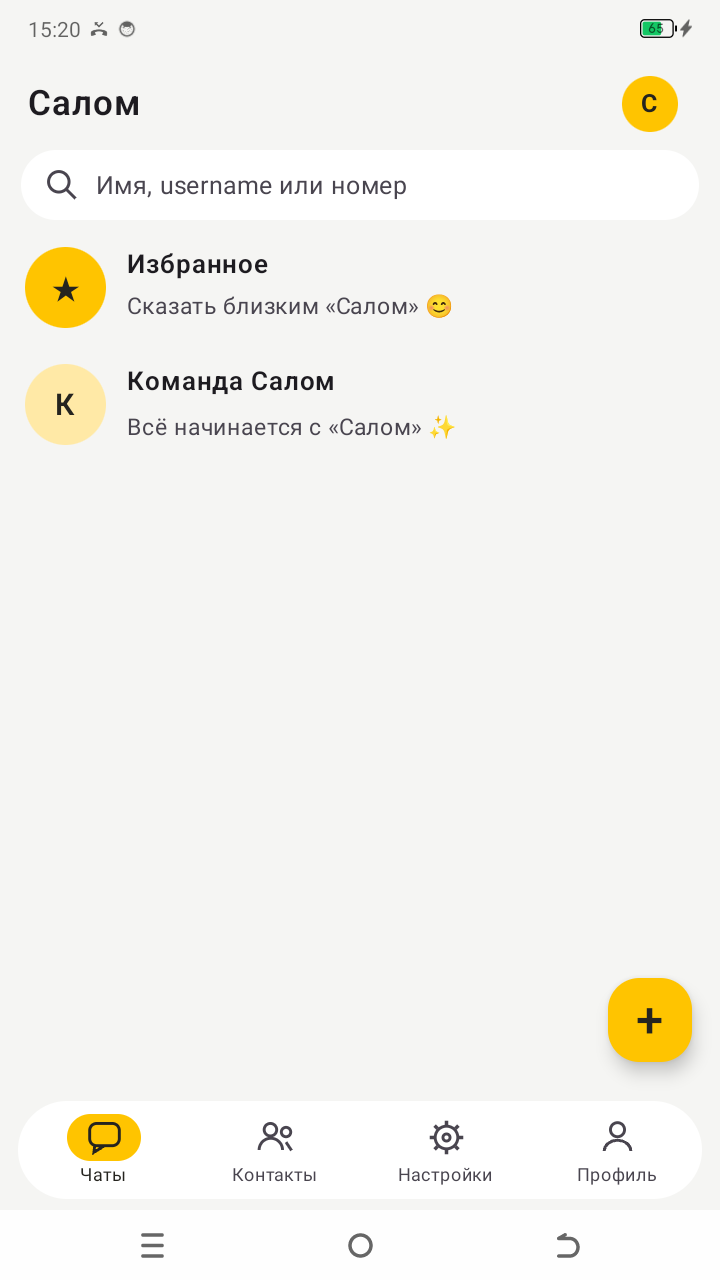 15:20
65
Салом
С
Имя, username или номер
Избранное
Сказать близким «Салом» 😊
К
Команда Салом
Всё начинается с «Салом» ✨
Чаты
Контакты
Настройки
Профиль